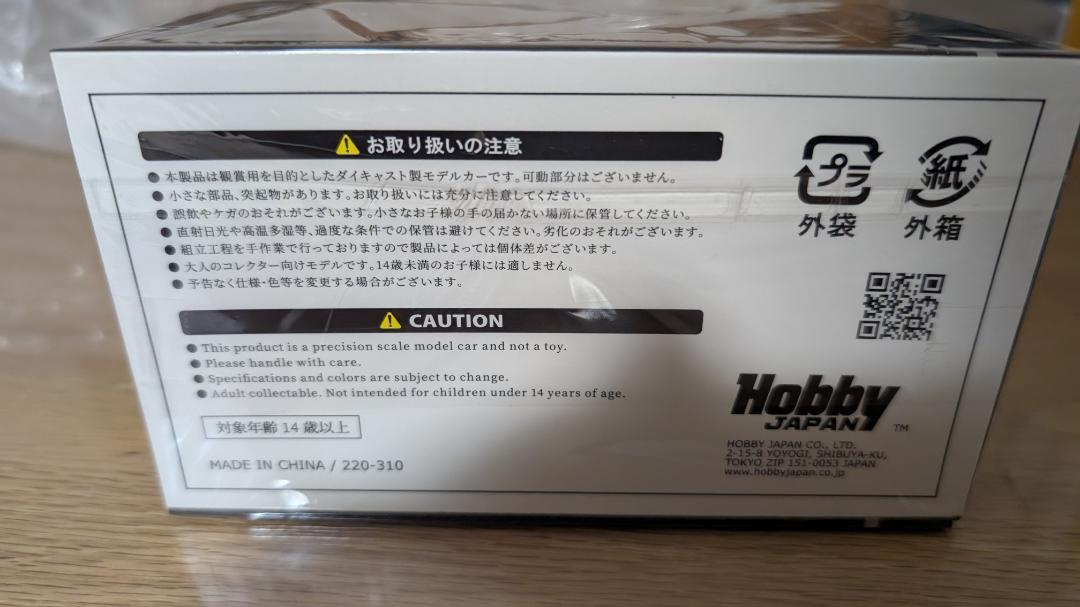 お取り扱いの注意
●本製品は観賞用を目的としたダイキャスト製モデルカーです。可動部分はございません。
●小さな部品、突起物があります。お取り扱いには充分に注意してください。
●誤飲やケガのおそれがございます。小さなお子様の手の届かない場所に保管してください。
●直射日光や高温多湿等、過度な条件での保管は避けてください。劣化のおそれがございます。
●組立工程を手作業で行っておりますので製品によっては個体差がございます。
●大人のコレクター向けモデルです。14歳未満のお子様には適しません。
●予告なく仕様・色等を変更する場合がございます。
CAUTION
●This product is a precision scale model car and not a toy.
●Please handle with care.
●Specifications and colors are subject to change.
●Adult collectable. Not intended for children under 14 years of age.
対象年齢 14 歳以上
MADE IN CHINA / 220-310
プラ
外袋
紙
外箱
Hobby
JAPAN™
HOBBY JAPAN CO., LTD.
2-15-8 YOYOGI, SHIBUYA-KU,
TOKYO ZIP 151-0053 JAPAN
www.hobbyjapan.co.jp